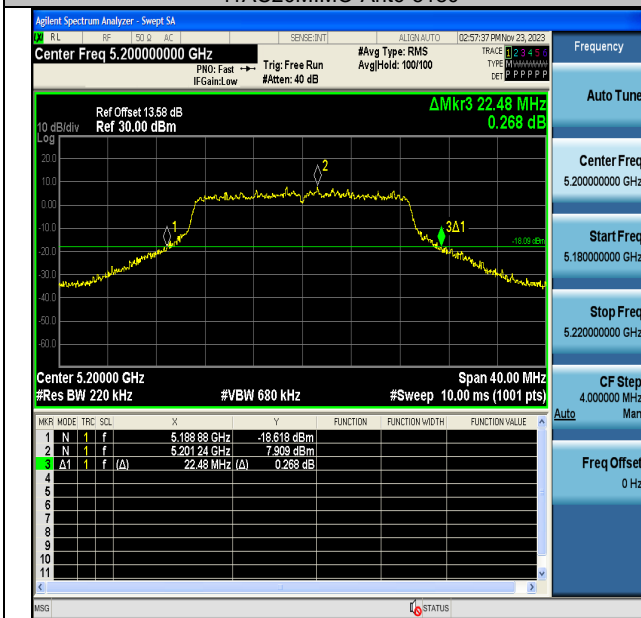 Agilent Spectrum Analyzer - Swept SA
RL RF 50 Ω AC SENSE:INT ALIGN AUTO 02:57:37 PM Nov 23, 2023
Center Freq 5.200000000 GHz
PNO: Fast
IFGain:Low
Trig: Free Run
#Atten: 40 dB
#Avg Type: RMS
Avg|Hold: 100/100
TRACE 1 2 3 4 5 6
TYPE M
DET P P P P P P
Frequency
Ref Offset 13.58 dB
10 dB/div Ref 30.00 dBm
Log
ΔMkr3 22.48 MHz
0.268 dB
20.0
10.0
0.00
-10.0
-20.0
-30.0
-40.0
-50.0
-60.0
1
2
3Δ1
-18.09 dBm
Center 5.20000 GHz Span 40.00 MHz
#Res BW 220 kHz #VBW 680 kHz #Sweep 10.00 ms (1001 pts)
MKR MODE TRC SCL X Y FUNCTION FUNCTION WIDTH FUNCTION VALUE
1 N 1 f 5.188 88 GHz -18.618 dBm
2 N 1 f 5.201 24 GHz 7.909 dBm
3 Δ1 1 f (Δ) 22.48 MHz (Δ) 0.268 dB
4
5
6
7
8
9
10
11
MSG STATUS
Auto Tune
Center Freq
5.200000000 GHz
Start Freq
5.180000000 GHz
Stop Freq
5.220000000 GHz
CF Step
4.000000 MHz
Auto Man
Freq Offset
0 Hz